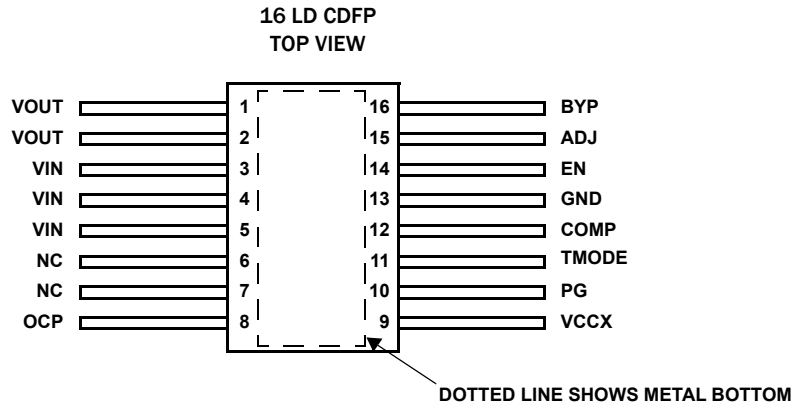 16 LD CDFP
TOP VIEW
VOUT 1 16 BYP
VOUT 2 15 ADJ
VIN 3 14 EN
VIN 4 13 GND
VIN 5 12 COMP
NC 6 11 TMODE
NC 7 10 PG
OCP 8 9 VCCX
DOTTED LINE SHOWS METAL BOTTOM